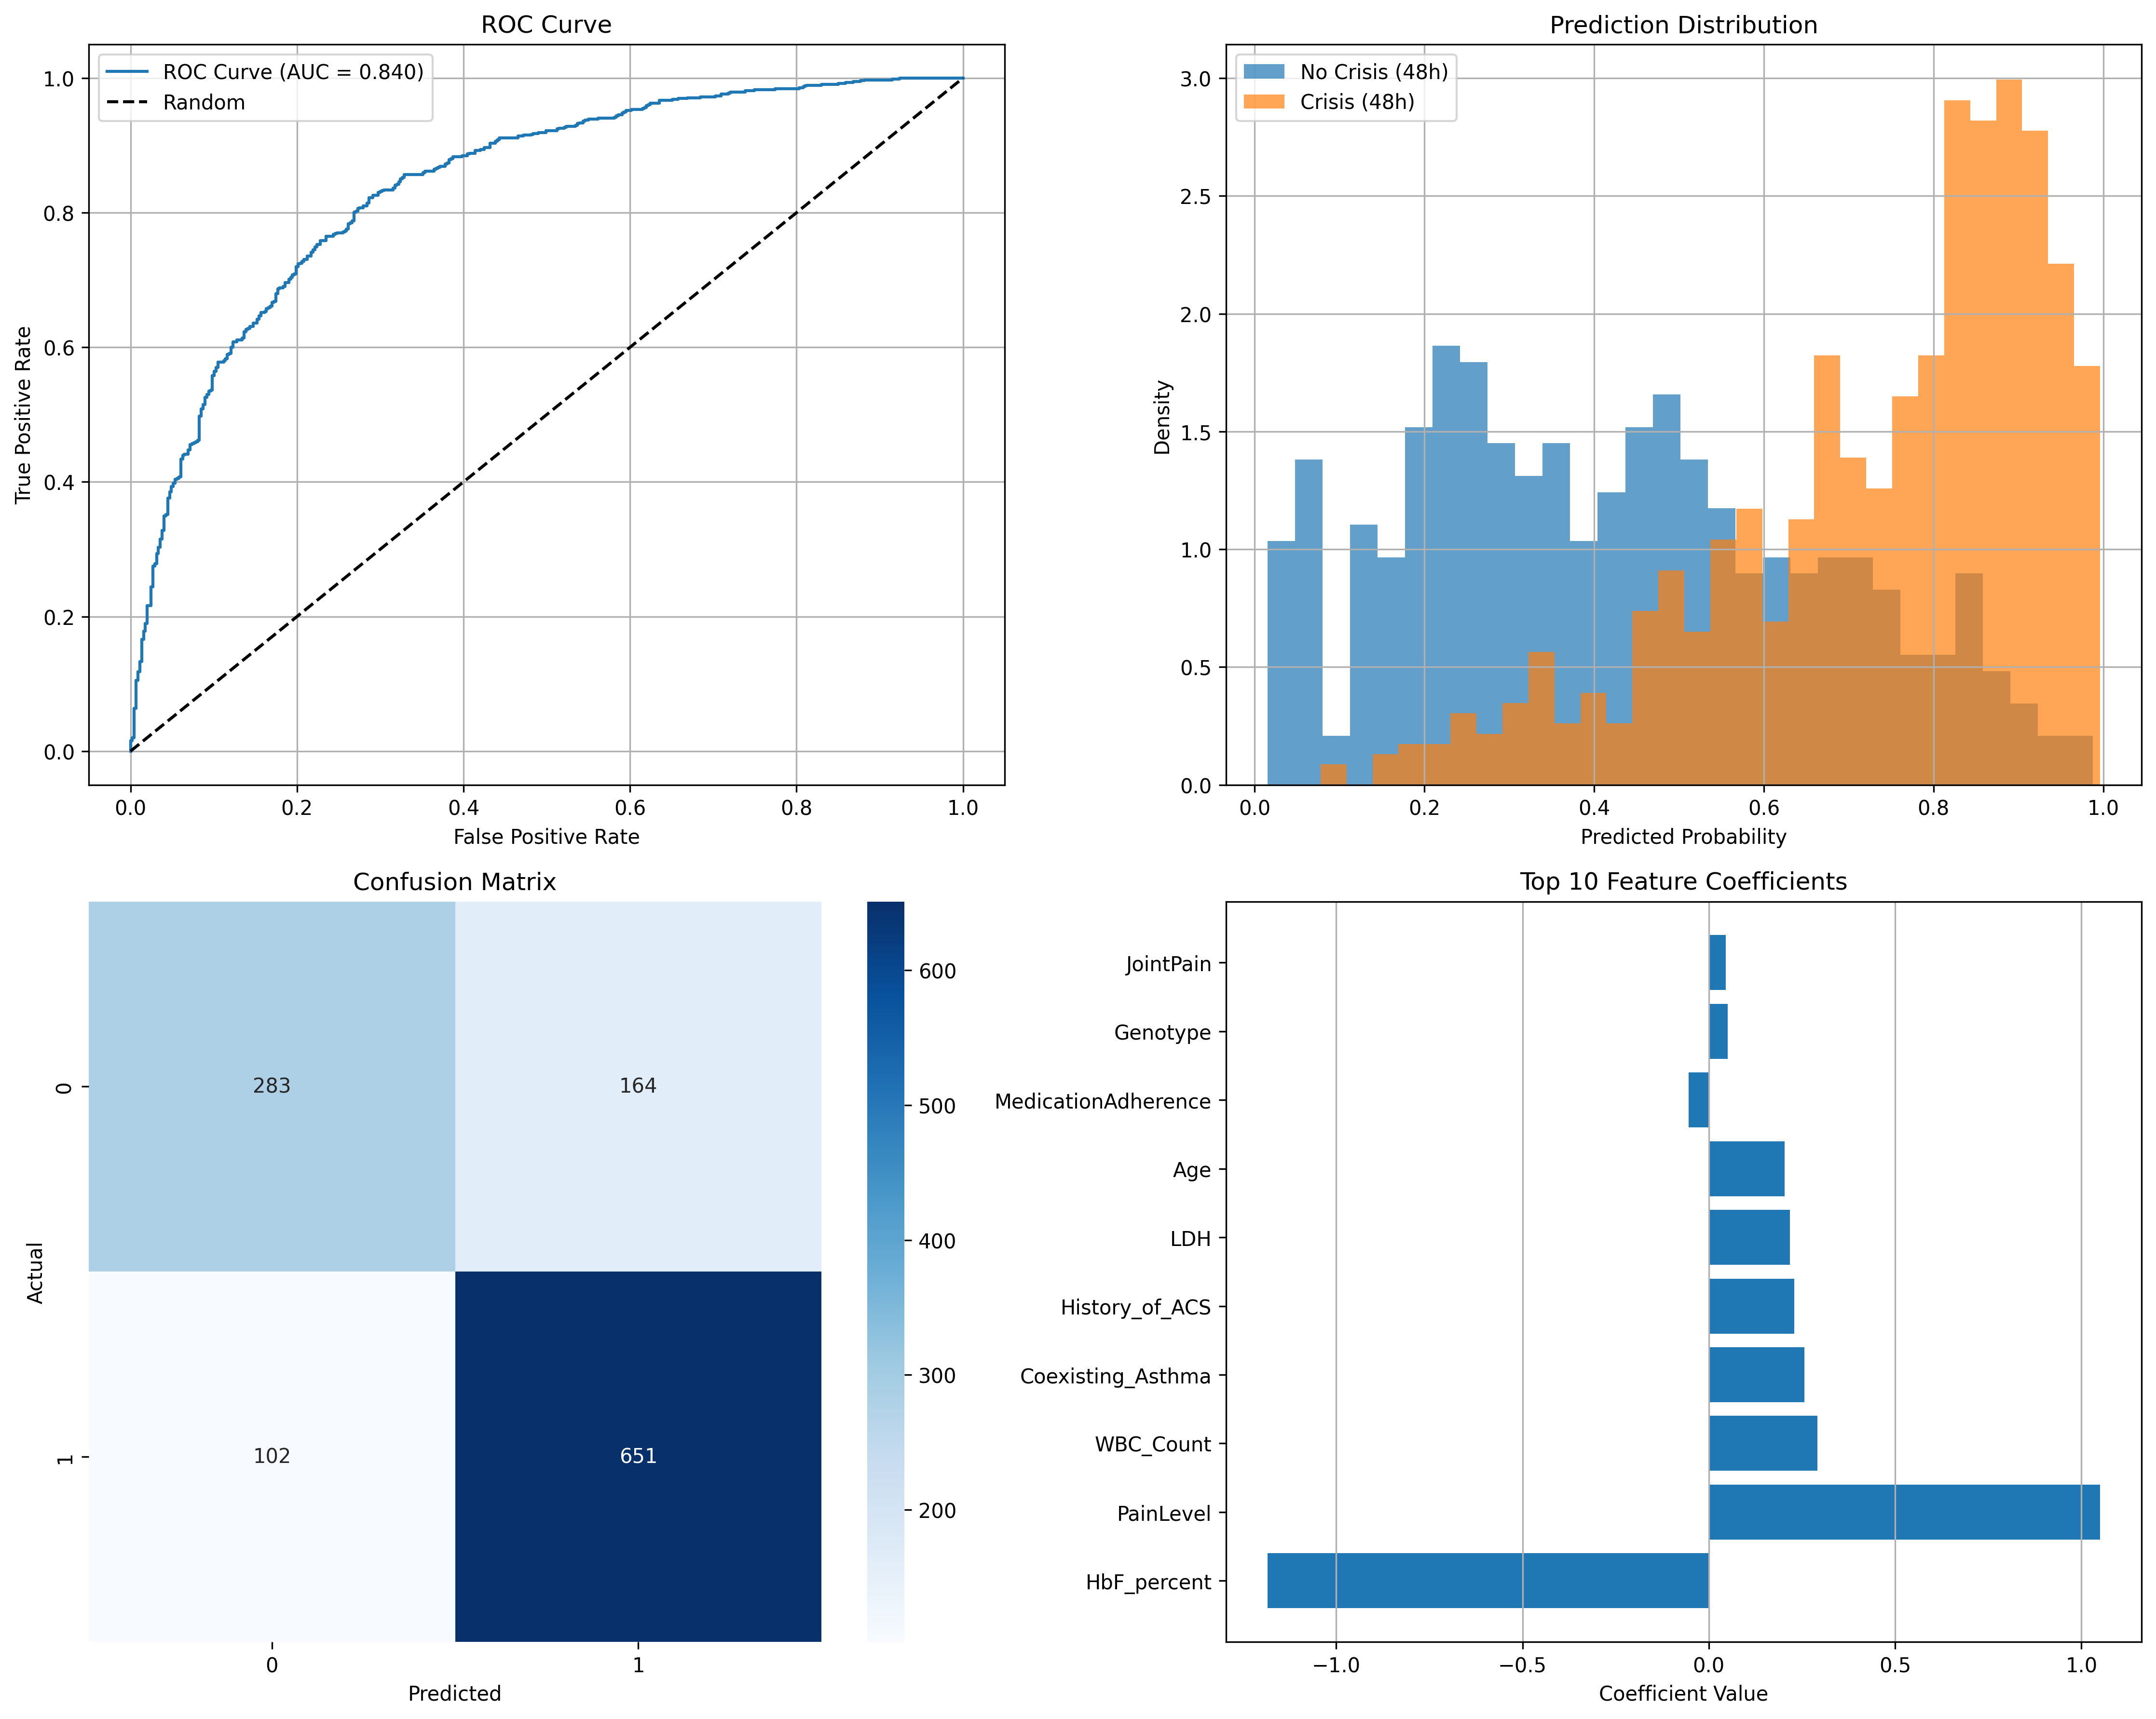 ROC Curve
ROC Curve (AUC = 0.840)
Random
1.0
0.8
0.6
0.4
0.2
0.0
True Positive Rate
0.0 0.2 0.4 0.6 0.8 1.0
False Positive Rate
Prediction Distribution
No Crisis (48h)
Crisis (48h)
3.0
2.5
2.0
1.5
1.0
0.5
0.0
Density
0.0 0.2 0.4 0.6 0.8 1.0
Predicted Probability
Confusion Matrix
0 283 164
1 102 651
Actual
0 1
Predicted
600
500
400
300
200
Top 10 Feature Coefficients
JointPain
Genotype
MedicationAdherence
Age
LDH
History_of_ACS
Coexisting_Asthma
WBC_Count
PainLevel
HbF_percent
−1.0 −0.5 0.0 0.5 1.0
Coefficient Value